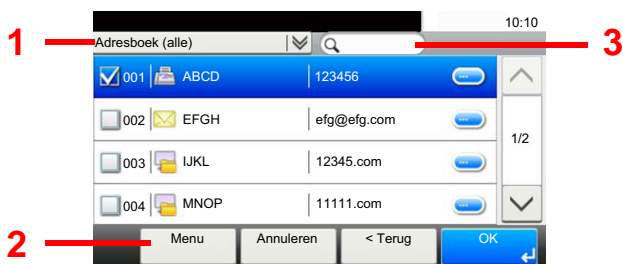 10:10
1 Adresboek (alle) 3
001 ABCD 123456
002 EFGH efg@efg.com
1/2
003 IJKL 12345.com
004 MNOP 11111.com
2 Menu Annuleren < Terug OK